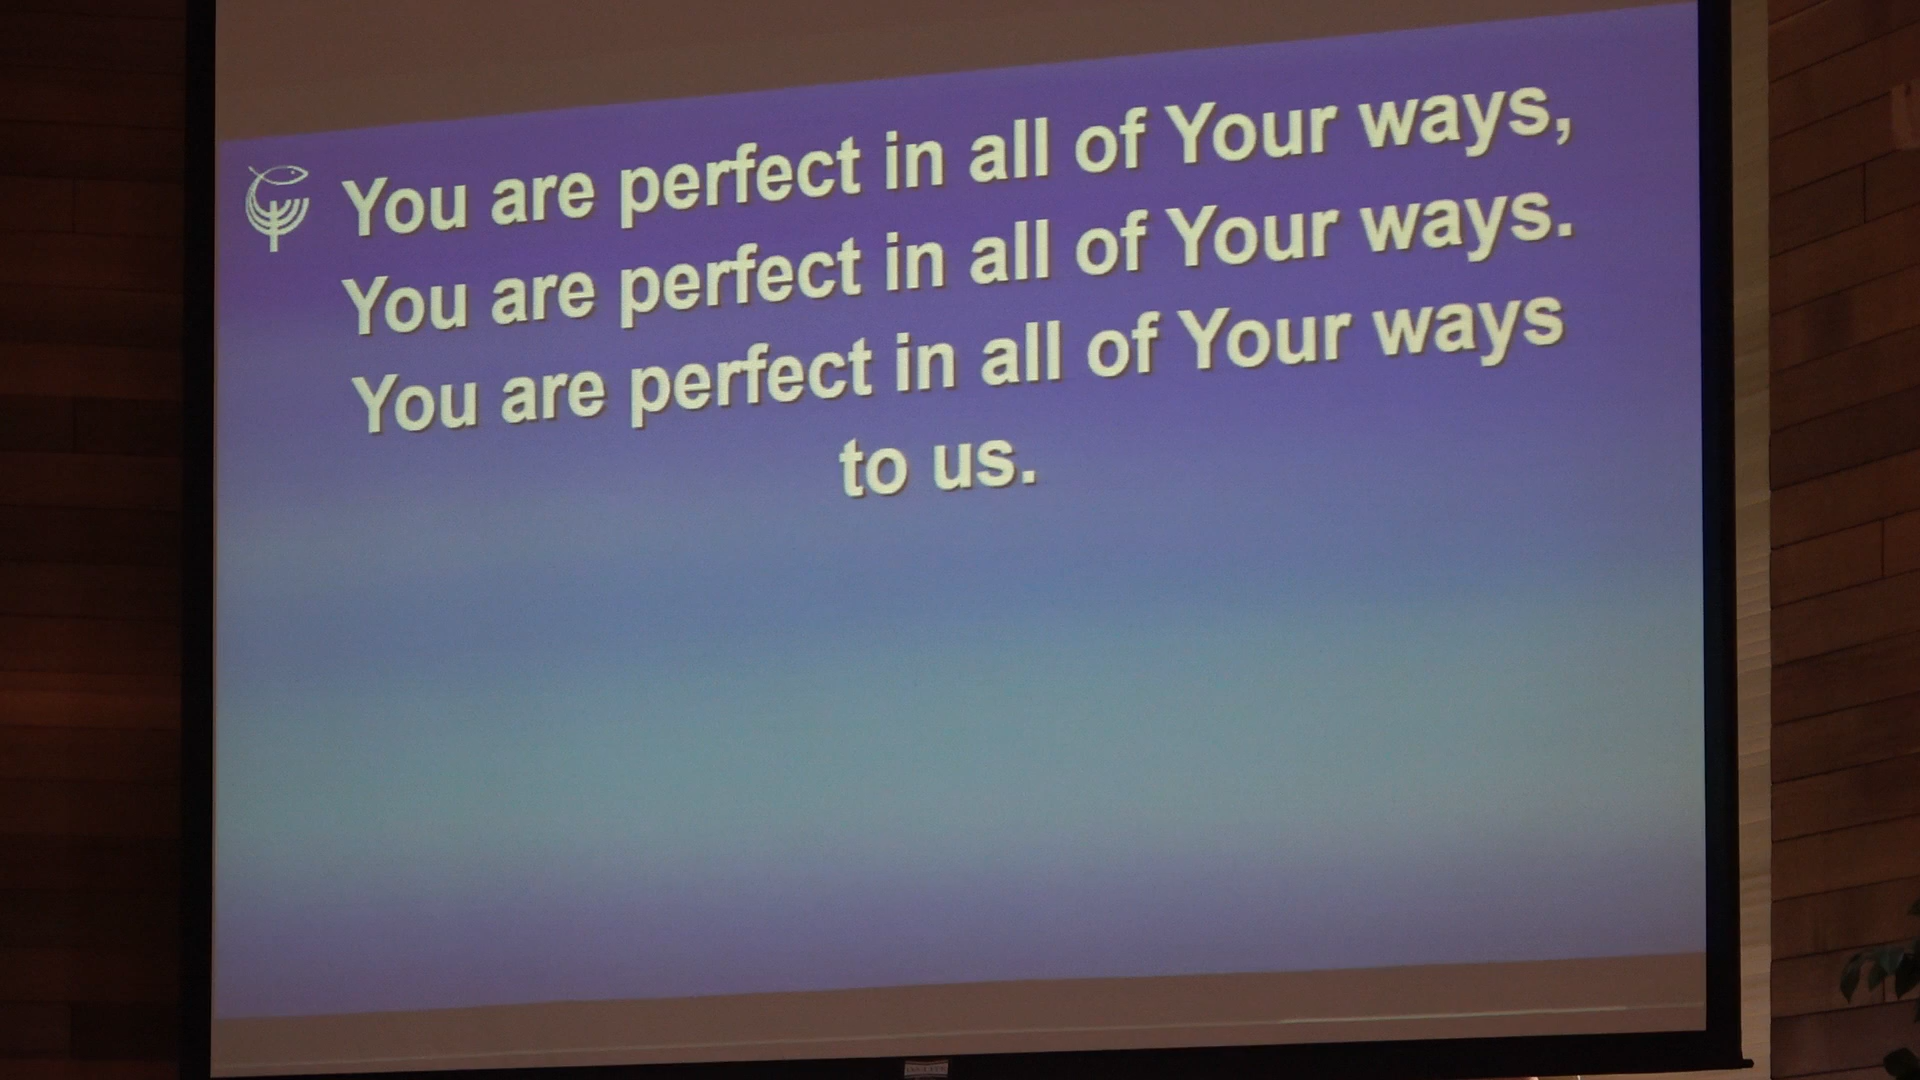 You are perfect in all of Your ways,
You are perfect in all of Your ways.
You are perfect in all of Your ways
to us.